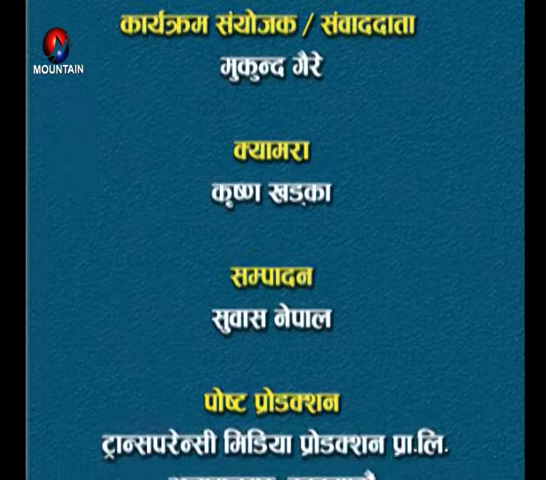 कार्यक्रम संयोजक / संवाददाता
MOUNTAIN
मुकुन्द गैरे
क्यामरा
कृष्ण खड्का
सम्पादन
सुवास नेपाल
पोष्ट प्रोडक्शन
ट्रान्सपरेन्सी मिडिया प्रोडक्शन प्रा.लि.